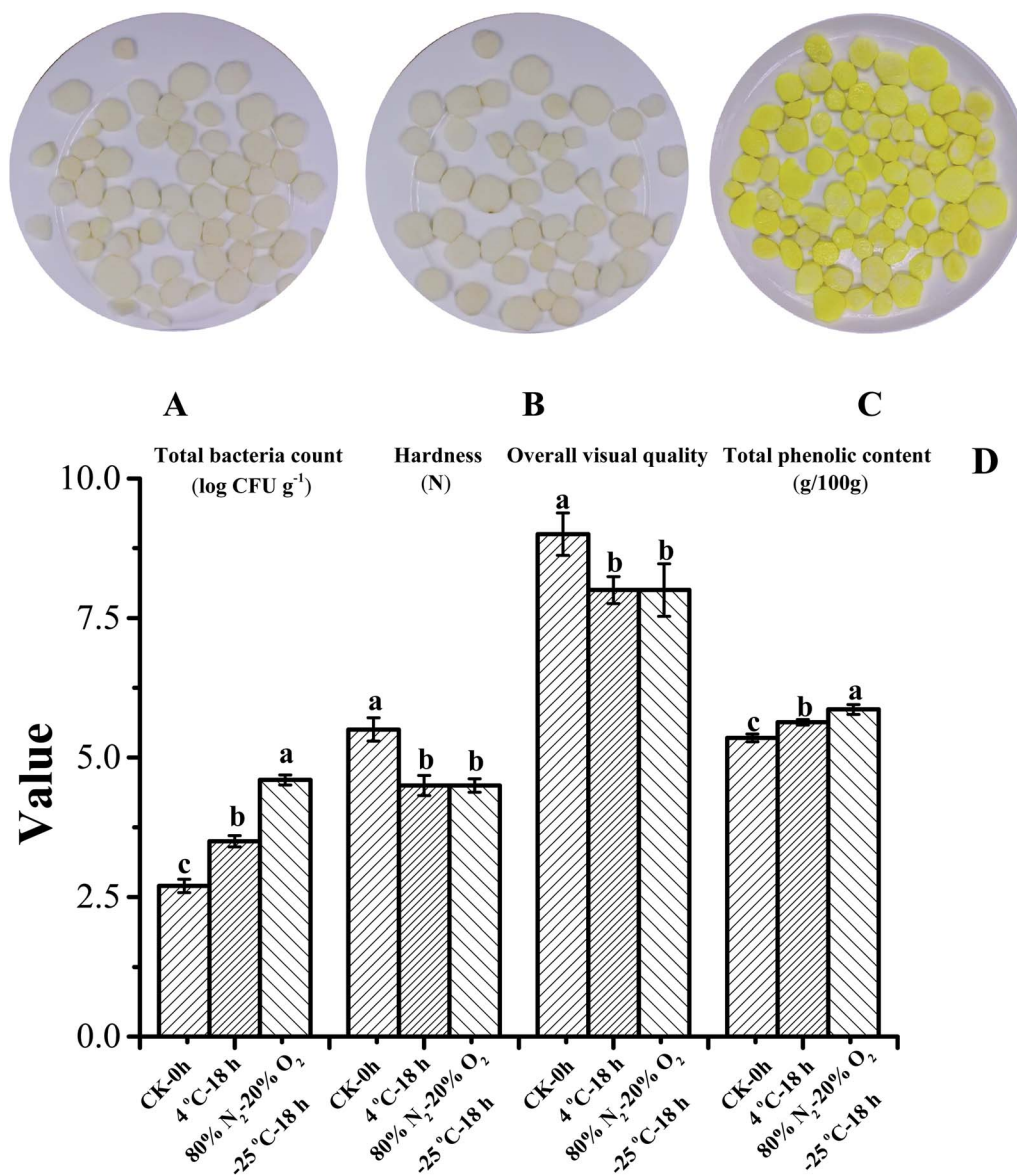 A
B
C
D
Total bacteria count
(log CFU g⁻¹)
Hardness
(N)
Overall visual quality
Total phenolic content
(g/100g)
Value
10.0
7.5
5.0
2.5
0.0
c
b
a
a
b
b
a
b
b
c
b
a
CK-0h
4 °C-18 h
80% N₂-20% O₂
-25 °C-18 h
CK-0h
4 °C-18 h
80% N₂-20% O₂
-25 °C-18 h
CK-0h
4 °C-18 h
80% N₂-20% O₂
-25 °C-18 h
CK-0h
4 °C-18 h
80% N₂-20% O₂
-25 °C-18 h